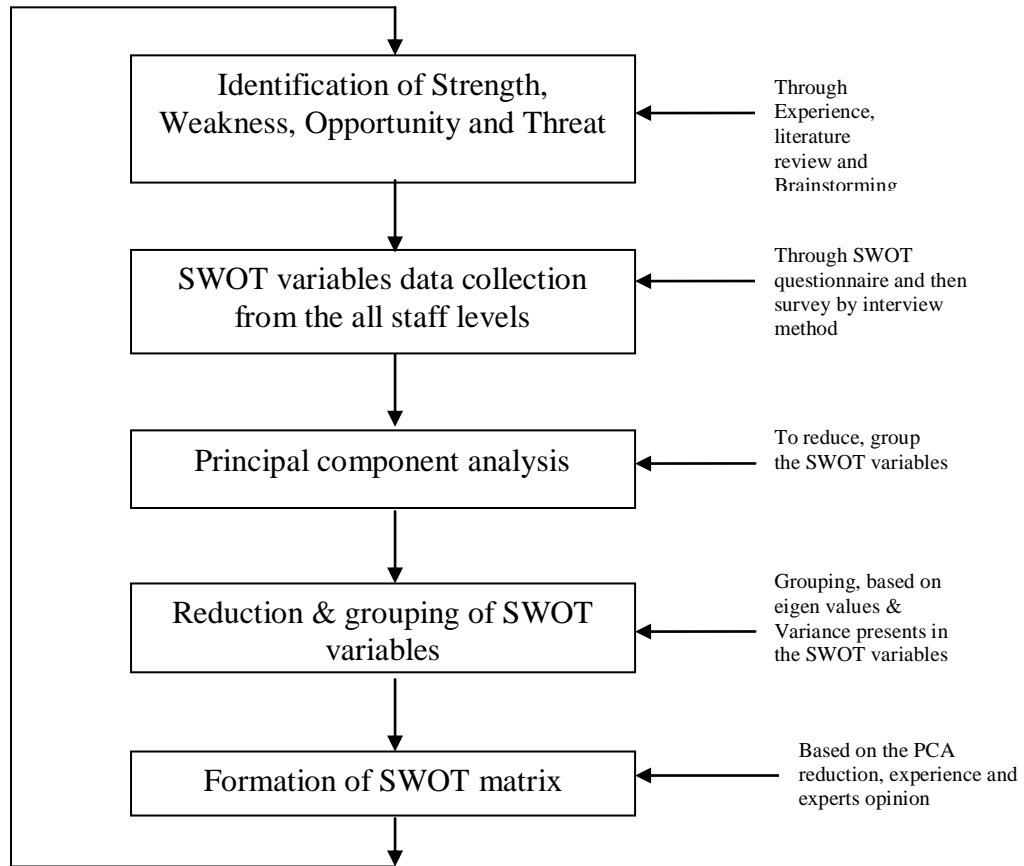 Identification of Strength,
Weakness, Opportunity and Threat
Through
Experience,
literature
review and
Brainstorming
SWOT variables data collection
from the all staff levels
Through SWOT
questionnaire and then
survey by interview
method
Principal component analysis
To reduce, group
the SWOT variables
Reduction & grouping of SWOT
variables
Grouping, based on
eigen values &
Variance presents in
the SWOT variables
Formation of SWOT matrix
Based on the PCA
reduction, experience and
experts opinion